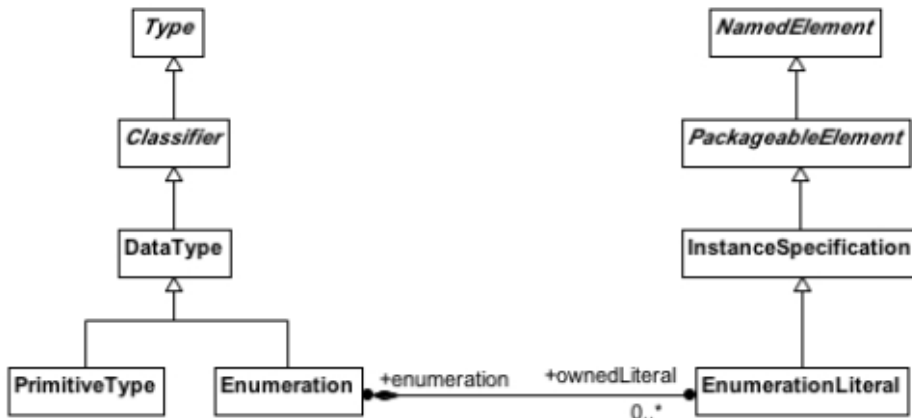 Type
NamedElement
Classifier
PackageableElement
DataType
InstanceSpecification
PrimitiveType
Enumeration
+enumeration
+ownedLiteral
0..*
EnumerationLiteral